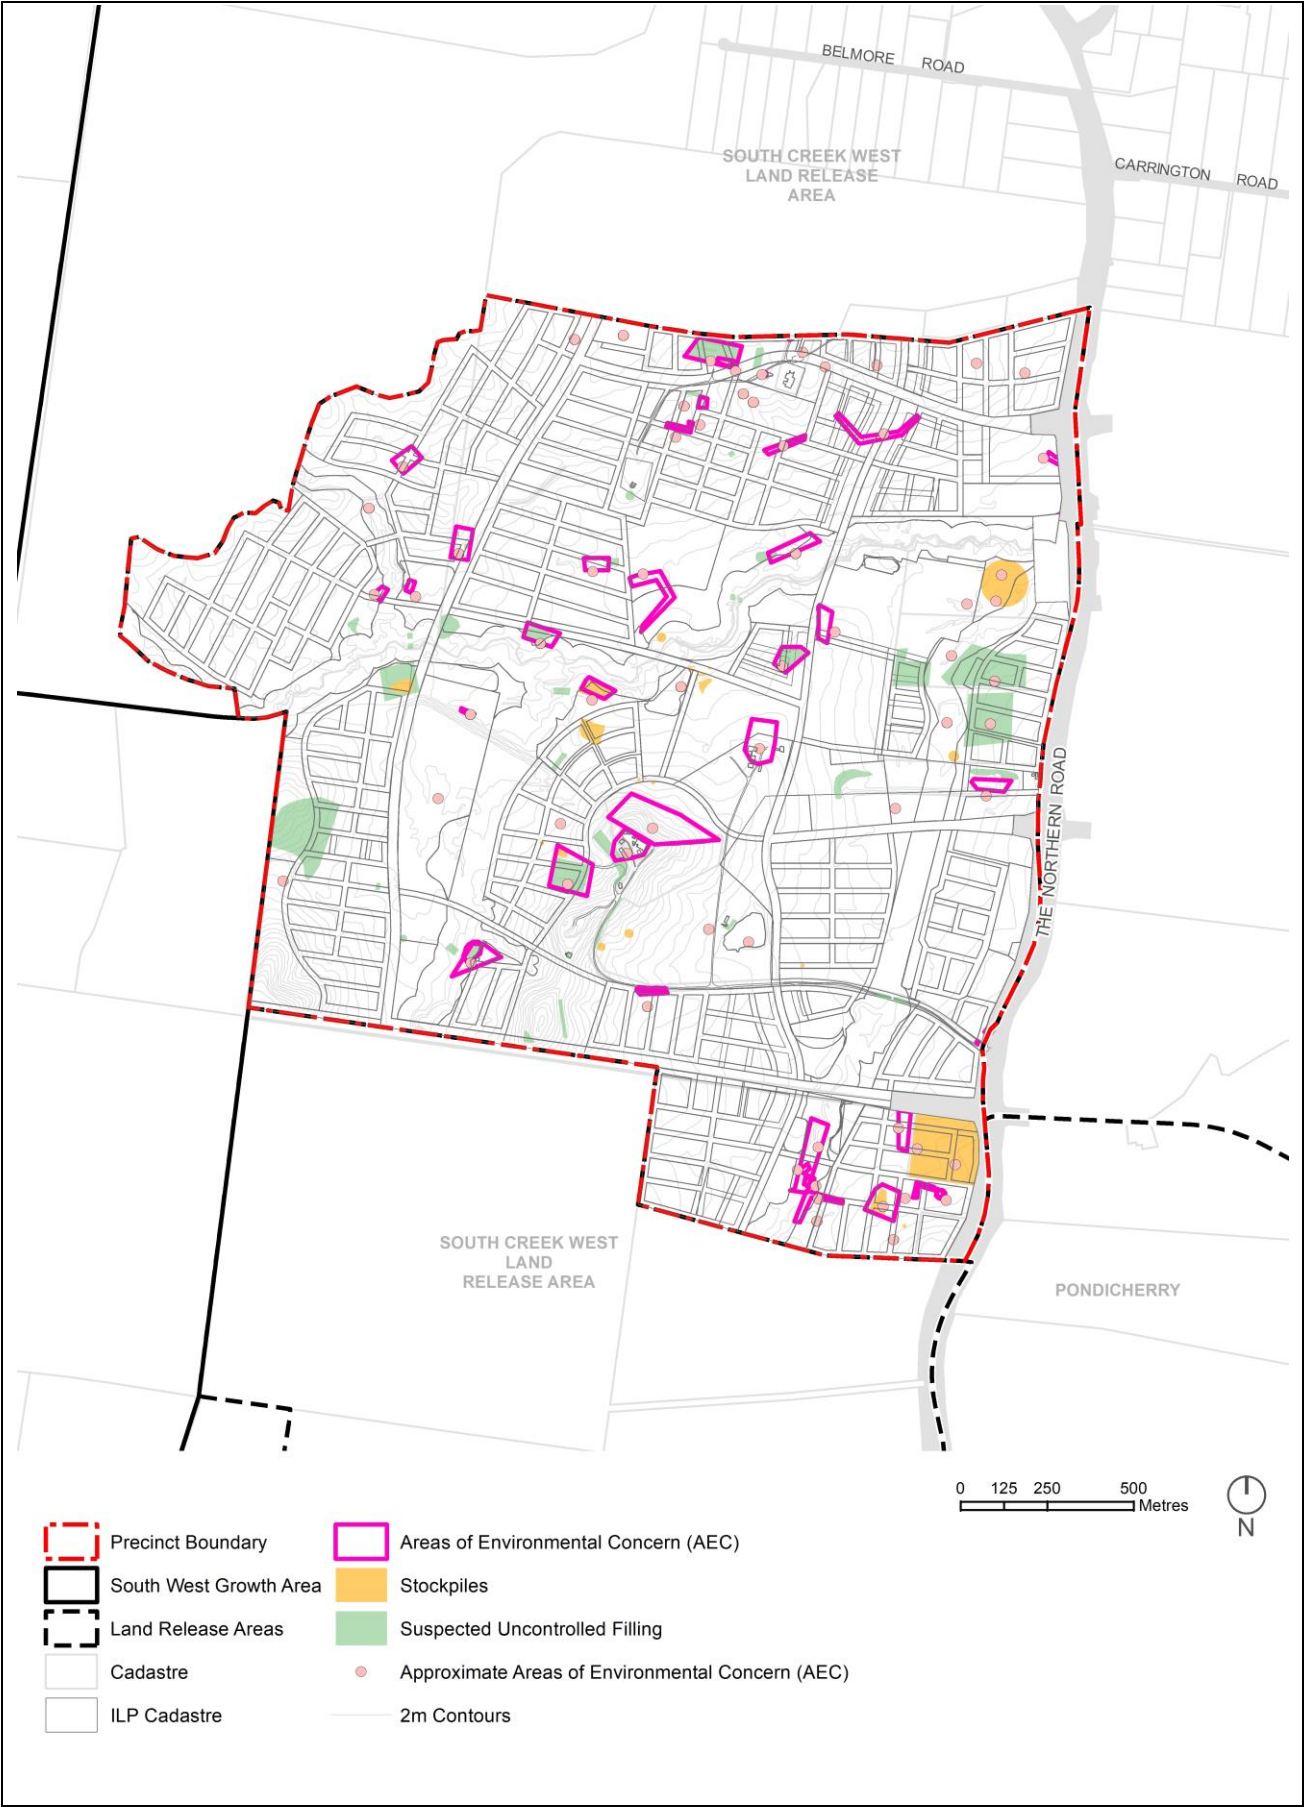 BELMORE ROAD
SOUTH CREEK WEST
LAND RELEASE
AREA
CARRINGTON ROAD
THE NORTHERN ROAD
SOUTH CREEK WEST
LAND
RELEASE AREA
PONDICHERRY
0 125 250 500
Metres
N
Precinct Boundary
South West Growth Area
Land Release Areas
Cadastre
ILP Cadastre
Areas of Environmental Concern (AEC)
Stockpiles
Suspected Uncontrolled Filling
Approximate Areas of Environmental Concern (AEC)
2m Contours